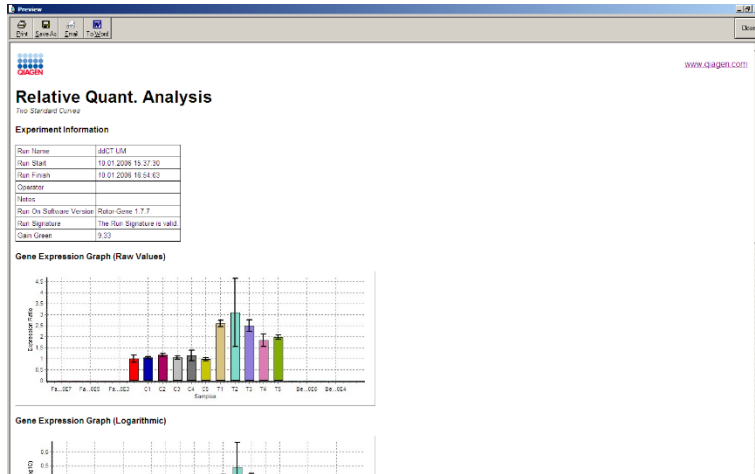 Preview
Print Save As Email To Word
Close
QIAGEN
www.qiagen.com
Relative Quant. Analysis
Two Standard Curves
Experiment Information
Run Name ddCT UM
Run Start 10.01.2006 15:37:30
Run Finish 10.01.2006 16:54:63
Operator
Notes
Run On Software Version Rotor-Gene 1.7.7
Run Signature The Run Signature is valid.
Gain Green 9.33
Gene Expression Graph (Raw Values)
4.5
4
3.5
3
2.5
2
1.5
1
0.5
0
Expression Ratio
C1 C2 C3 C4 C5 T1 T2 T3 T4 T5
Samples
Gene Expression Graph (Logarithmic)
0.6
0.5